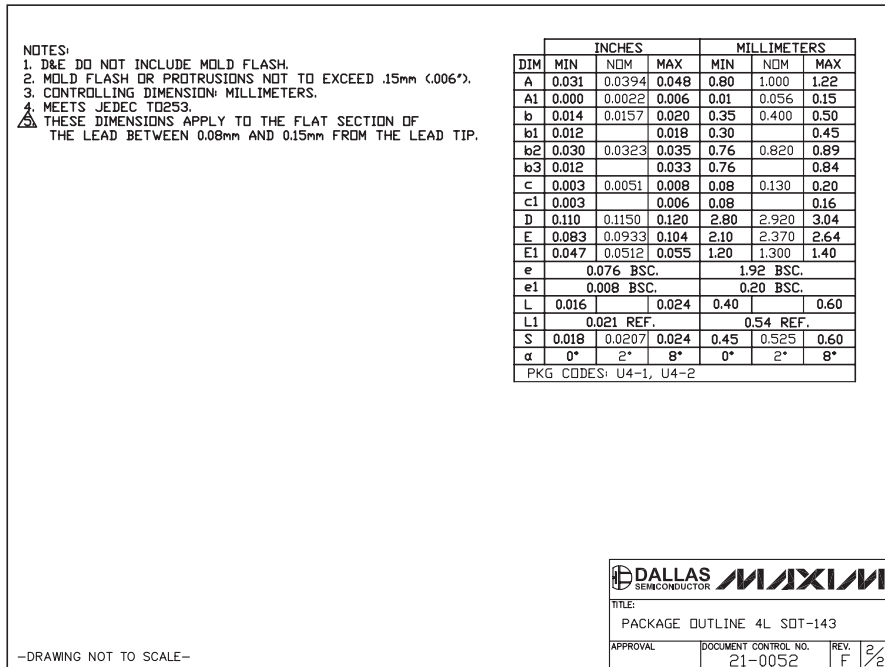 NOTES:
1. D&E DO NOT INCLUDE MOLD FLASH.
2. MOLD FLASH OR PROTRUSIONS NOT TO EXCEED .15mm (.006").
3. CONTROLLING DIMENSION: MILLIMETERS.
4. MEETS JEDEC TO253.
5. THESE DIMENSIONS APPLY TO THE FLAT SECTION OF
THE LEAD BETWEEN 0.08mm AND 0.15mm FROM THE LEAD TIP.
INCHES MILLIMETERS
DIM MIN NOM MAX MIN NOM MAX
A 0.031 0.0394 0.048 0.80 1.000 1.22
A1 0.000 0.0022 0.006 0.01 0.056 0.15
b 0.014 0.0157 0.020 0.35 0.400 0.50
b1 0.012 0.018 0.30 0.45
b2 0.030 0.0323 0.035 0.76 0.820 0.89
b3 0.012 0.033 0.76 0.84
c 0.003 0.0051 0.008 0.08 0.130 0.20
c1 0.003 0.006 0.08 0.16
D 0.110 0.1150 0.120 2.80 2.920 3.04
E 0.083 0.0933 0.104 2.10 2.370 2.64
E1 0.047 0.0512 0.055 1.20 1.300 1.40
e 0.076 BSC. 1.92 BSC.
e1 0.008 BSC. 0.20 BSC.
L 0.016 0.024 0.40 0.60
L1 0.021 REF. 0.54 REF.
S 0.018 0.0207 0.024 0.45 0.525 0.60
α 0° 2° 8° 0° 2° 8°
PKG CODES: U4-1, U4-2
DALLAS SEMICONDUCTOR MAXIM
TITLE:
PACKAGE OUTLINE 4L SOT-143
APPROVAL DOCUMENT CONTROL NO. REV.
21-0052 F 2/2
-DRAWING NOT TO SCALE-